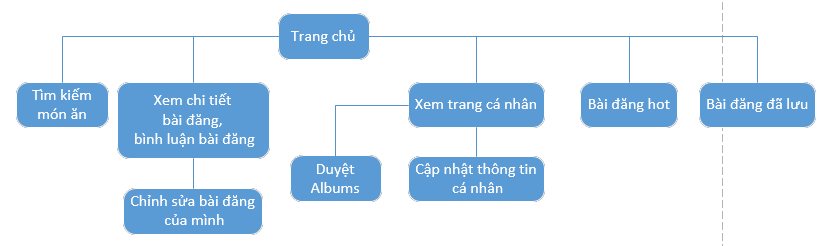 Trang chủ
Tìm kiếm
món ăn
Xem chi tiết
bài đăng,
bình luận bài đăng
Xem trang cá nhân
Bài đăng hot
Bài đăng đã lưu
Duyệt
Albums
Cập nhật thông tin
cá nhân
Chỉnh sửa bài đăng
của mình